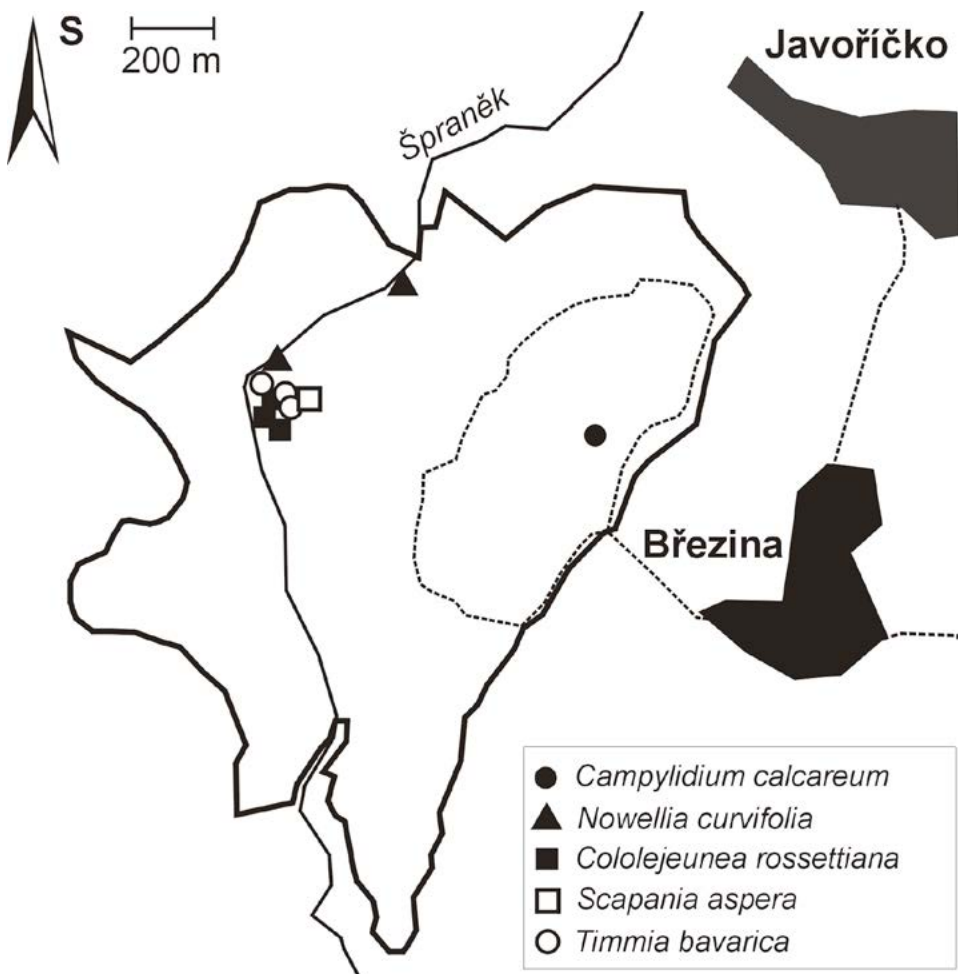 S
200 m
Javoříčko
Špraněk
Březina
Campylidium calcareum
Nowellia curvifolia
Cololejeunea rossettiana
Scapania aspera
Timmia bavarica